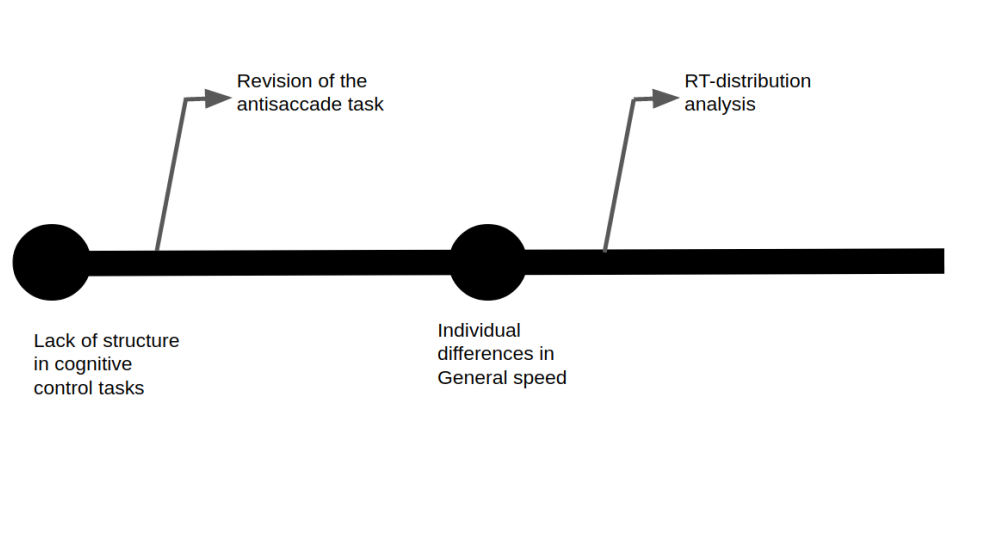 Revision of the
antisaccade task
RT-distribution
analysis
Lack of structure
in cognitive
control tasks
Individual
differences in
General speed